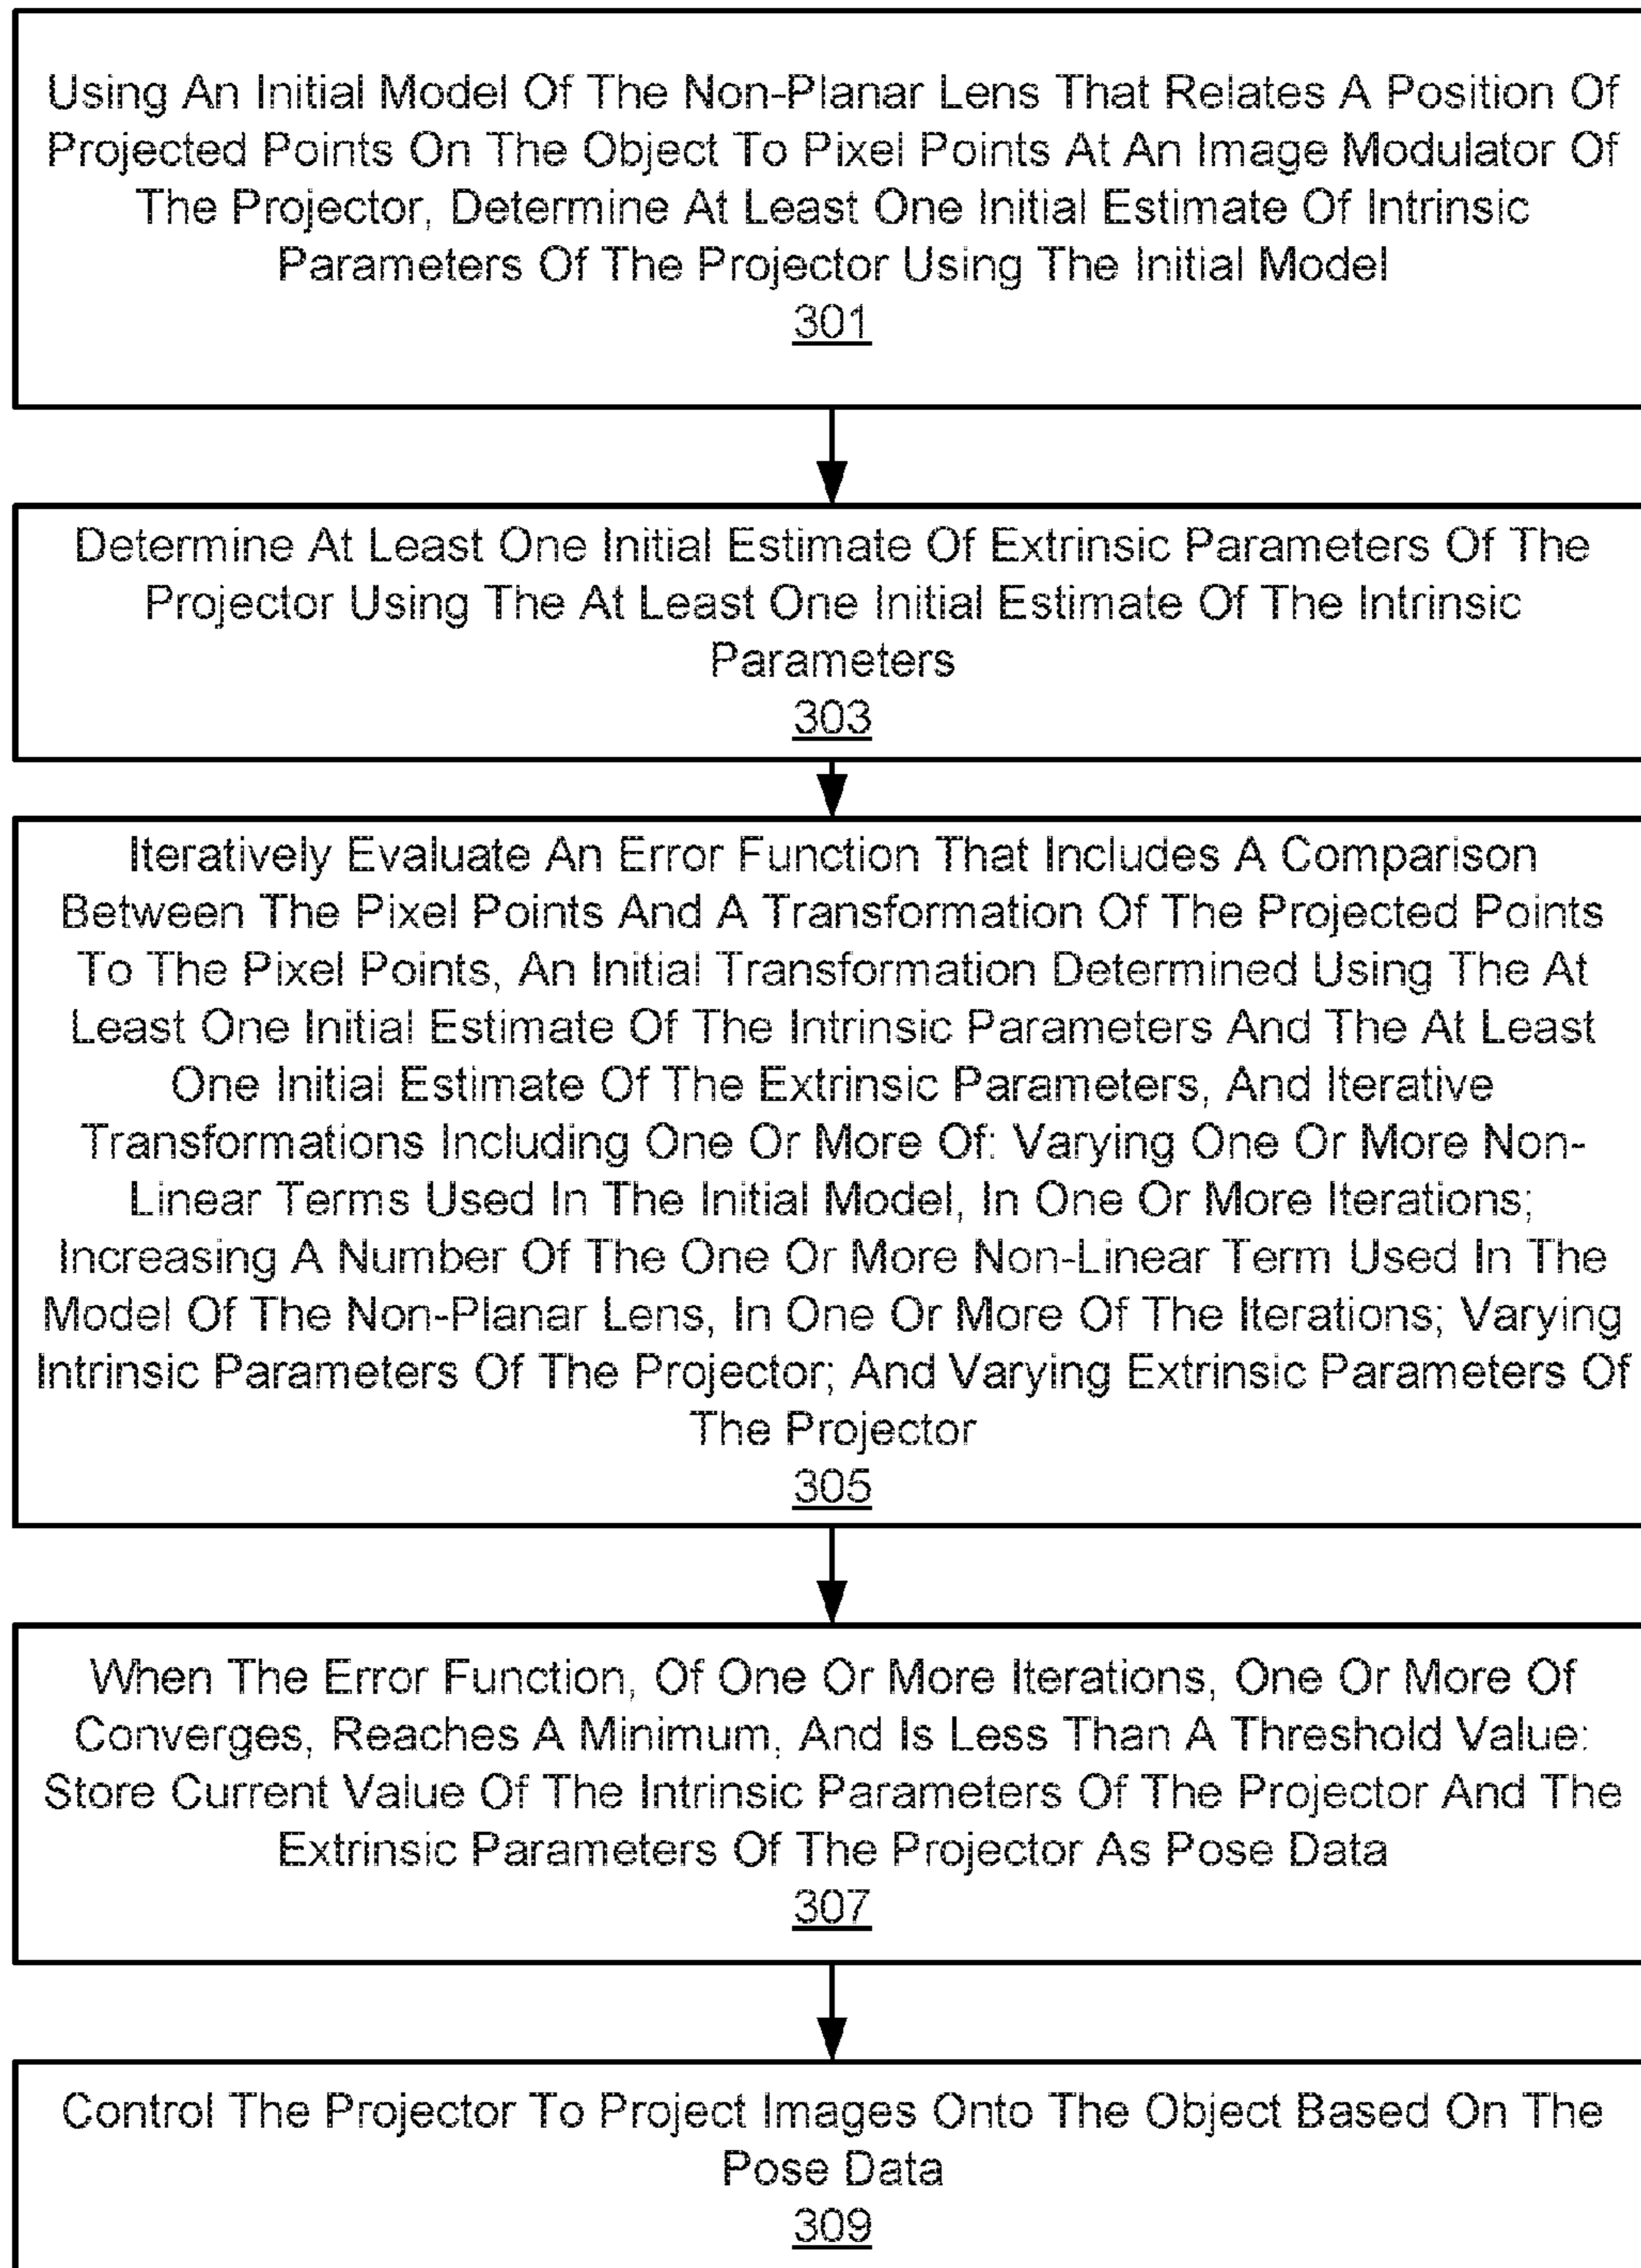 Using An Initial Model Of The Non-Planar Lens That Relates A Position Of
Projected Points On The Object To Pixel Points At An Image Modulator Of
The Projector, Determine At Least One Initial Estimate Of Intrinsic
Parameters Of The Projector Using The Initial Model
301
Determine At Least One Initial Estimate Of Extrinsic Parameters Of The
Projector Using The At Least One Initial Estimate Of The Intrinsic
Parameters
303
Iteratively Evaluate An Error Function That Includes A Comparison
Between The Pixel Points And A Transformation Of The Projected Points
To The Pixel Points, An Initial Transformation Determined Using The At
Least One Initial Estimate Of The Intrinsic Parameters And The At Least
One Initial Estimate Of The Extrinsic Parameters, And Iterative
Transformations Including One Or More Of: Varying One Or More Non-
Linear Terms Used In The Initial Model, In One Or More Iterations;
Increasing A Number Of The One Or More Non-Linear Term Used In The
Model Of The Non-Planar Lens, In One Or More Of The Iterations; Varying
Intrinsic Parameters Of The Projector; And Varying Extrinsic Parameters Of
The Projector
305
When The Error Function, Of One Or More Iterations, One Or More Of
Converges, Reaches A Minimum, And Is Less Than A Threshold Value:
Store Current Value Of The Intrinsic Parameters Of The Projector And The
Extrinsic Parameters Of The Projector As Pose Data
307
Control The Projector To Project Images Onto The Object Based On The
Pose Data
309